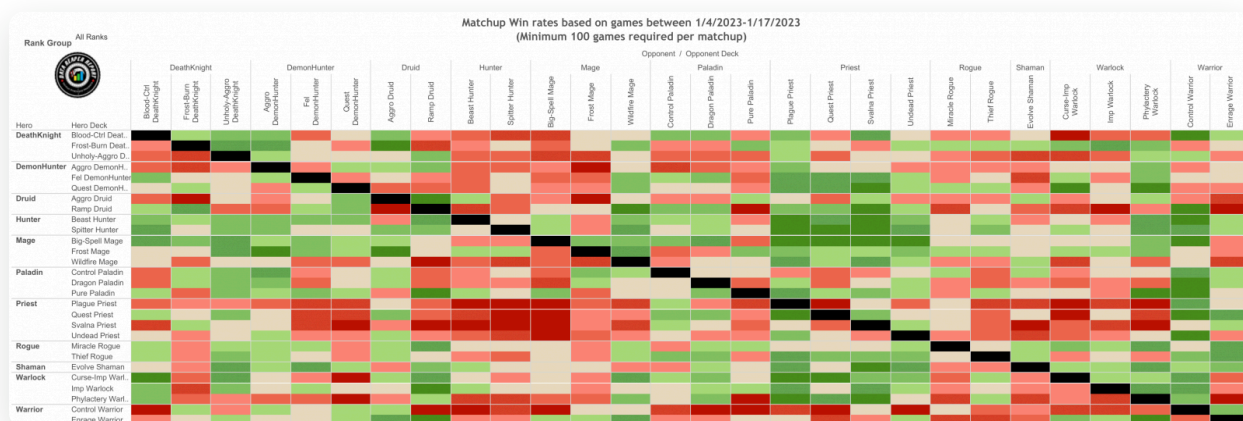 Matchup Win rates based on games between 1/4/2023-1/17/2023
(Minimum 100 games required per matchup)
Rank Group
All Ranks
Opponent / Opponent Deck
DeathKnight DemonHunter Druid Hunter Mage Paladin Priest Rogue Shaman Warlock Warrior
Blood-Ctrl DeathKnight
Frost-Burn DeathKnight
Unholy-Aggro DeathKnight
Aggro DemonHunter
Fel DemonHunter
Quest DemonHunter
Aggro Druid
Ramp Druid
Beast Hunter
Spitter Hunter
Big-Spell Mage
Frost Mage
Wildfire Mage
Control Paladin
Dragon Paladin
Pure Paladin
Plague Priest
Quest Priest
Svalna Priest
Undead Priest
Miracle Rogue
Thief Rogue
Evolve Shaman
Curse-Imp Warlock
Imp Warlock
Phylactery Warlock
Control Warrior
Enrage Warrior
Hero Hero Deck
DeathKnight Blood-Ctrl Deat..
Frost-Burn Deat..
Unholy-Aggro D..
DemonHunter Aggro DemonH..
Fel DemonHunter
Quest DemonH..
Druid Aggro Druid
Ramp Druid
Hunter Beast Hunter
Spitter Hunter
Mage Big-Spell Mage
Frost Mage
Wildfire Mage
Paladin Control Paladin
Dragon Paladin
Pure Paladin
Priest Plague Priest
Quest Priest
Svalna Priest
Undead Priest
Rogue Miracle Rogue
Thief Rogue
Shaman Evolve Shaman
Warlock Curse-Imp Warl..
Imp Warlock
Phylactery Warl..
Warrior Control Warrior
Enrage Warrior